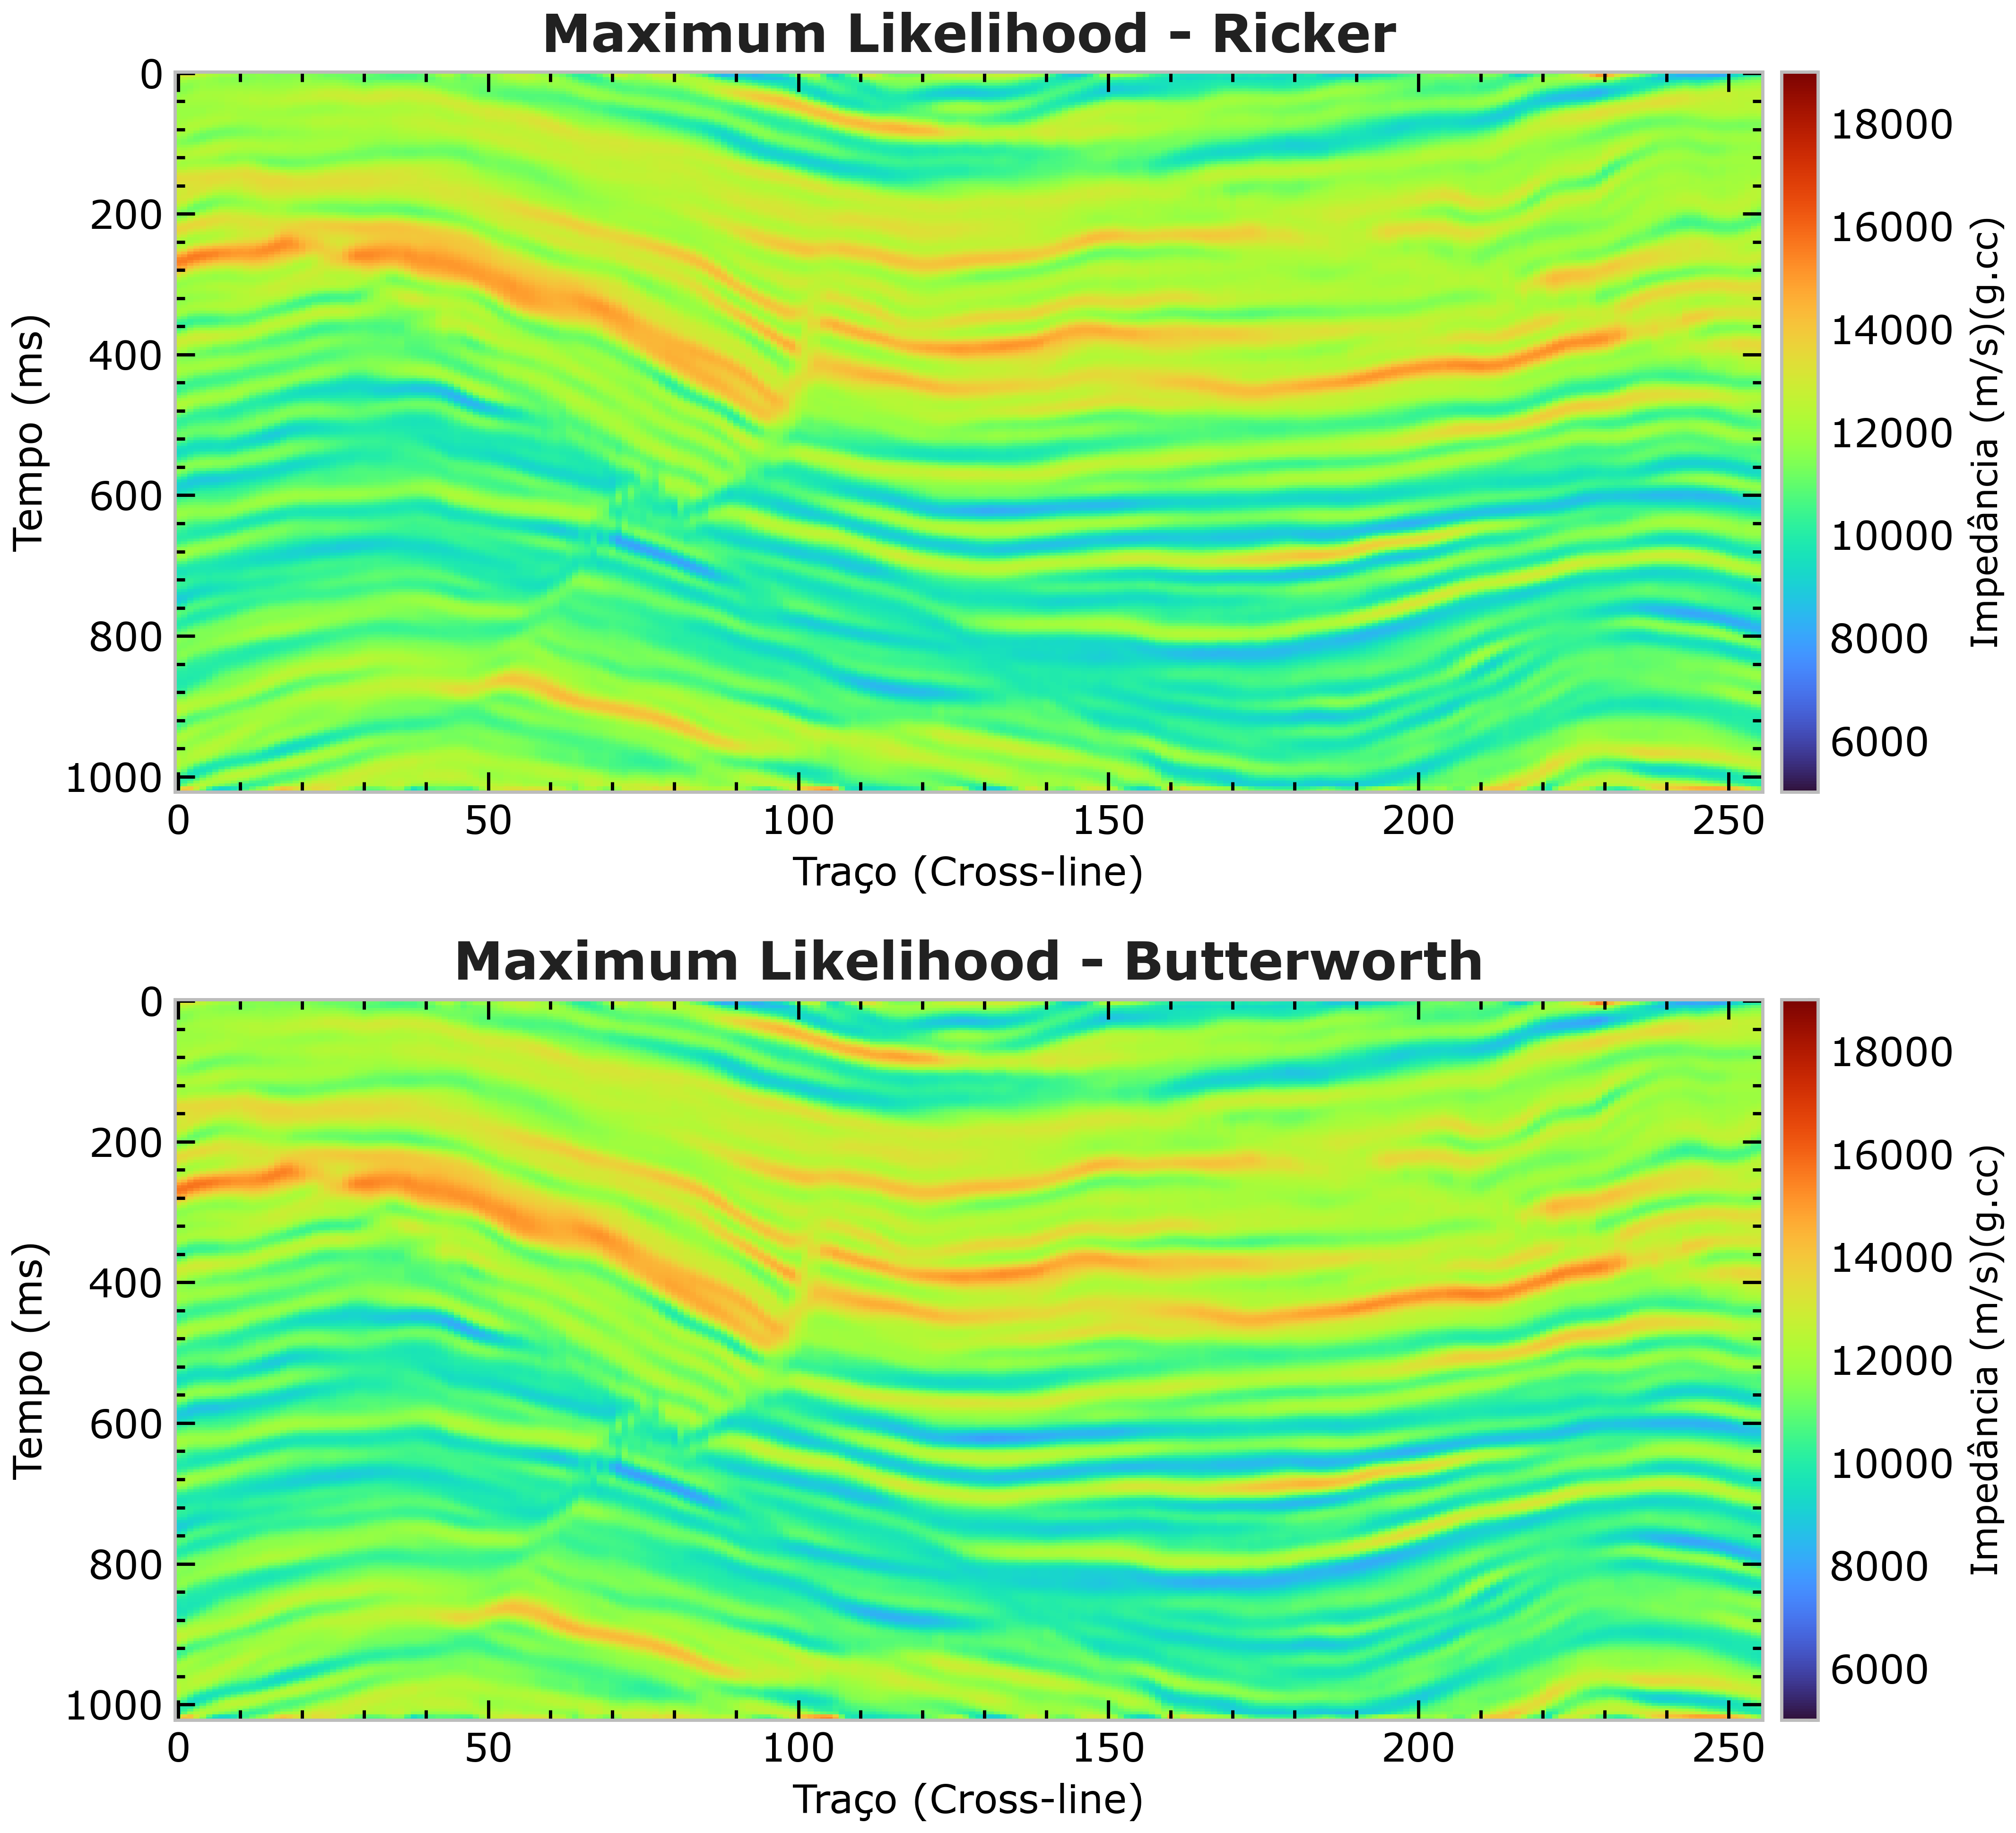 Maximum Likelihood - Ricker
0
200
400
600
800
1000
Tempo (ms)
0 50 100 150 200 250
Traço (Cross-line)
18000
16000
14000
12000
10000
8000
6000
Impedância (m/s)(g.cc)
Maximum Likelihood - Butterworth
0
200
400
600
800
1000
Tempo (ms)
0 50 100 150 200 250
Traço (Cross-line)
18000
16000
14000
12000
10000
8000
6000
Impedância (m/s)(g.cc)